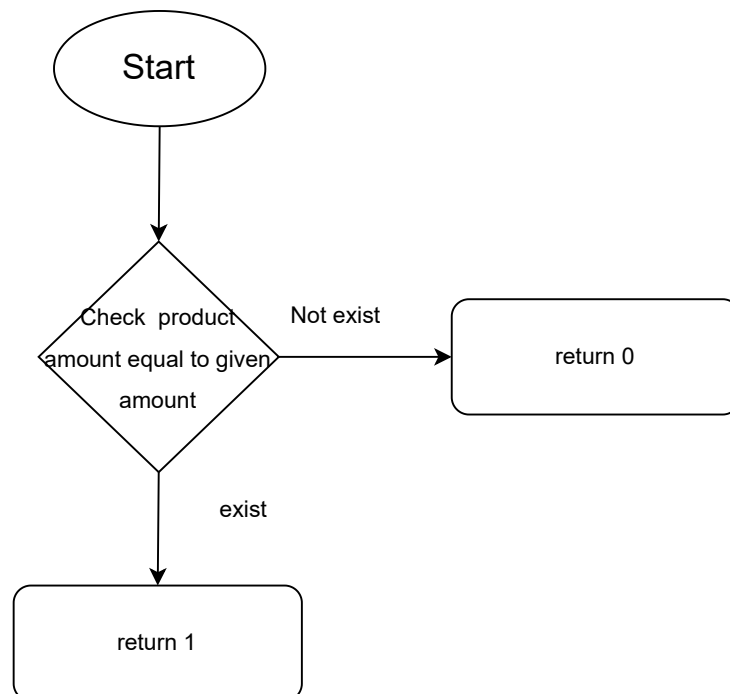 Start
Check product
amount equal to given
amount
Not exist
return 0
exist
return 1